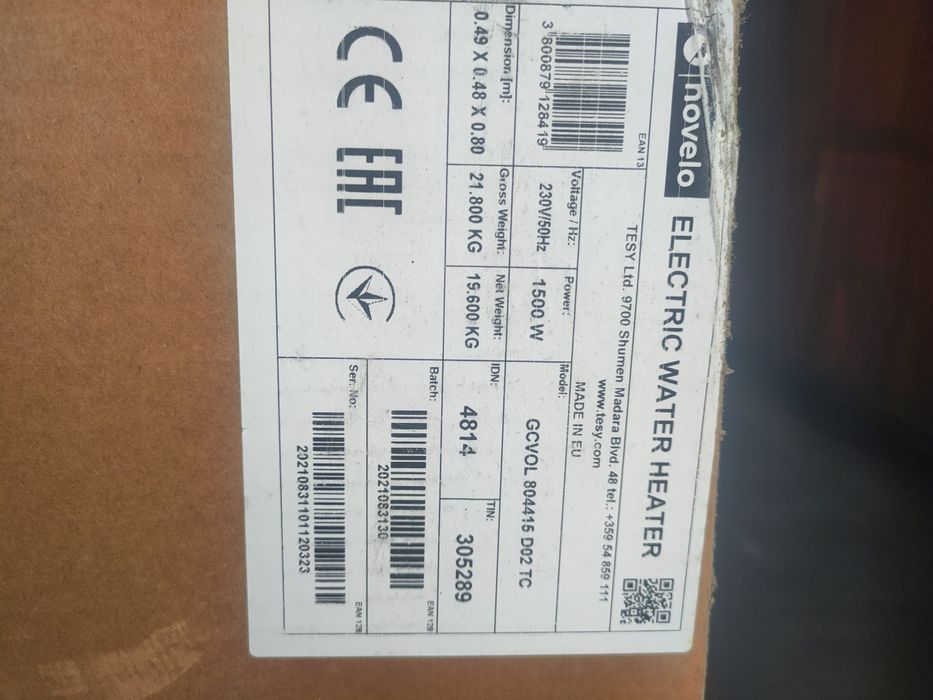 novelo ELECTRIC WATER HEATER
TESY Ltd. 9700 Shumen Madara Blvd. 48 tel.: +359 54 859 111
www.tesy.com
MADE IN EU
EAN 13
3 800879 128419
Voltage / Hz:
230V/50Hz
Power:
1500 W
Model:
GCVOL 804415 D02 TC
Dimension [m]:
0.49 X 0.48 X 0.80
Gross Weight:
21.800 KG
Net Weight:
19.600 KG
IDN:
4814
TIN:
305289
CE EAC
Batch:
2021083130
EAN 128
Ser. No:
20210831101120323
EAN 128